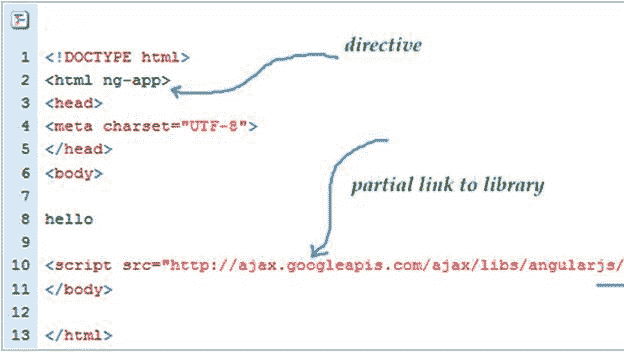 directive
1 <!DOCTYPE html>
2 <html ng-app>
3 <head>
4 <meta charset="UTF-8">
5 </head>
6 <body>
7
partial link to library
8 hello
9
10 <script src="http://ajax.googleapis.com/ajax/libs/angularjs/
11 </body>
12
13 </html>